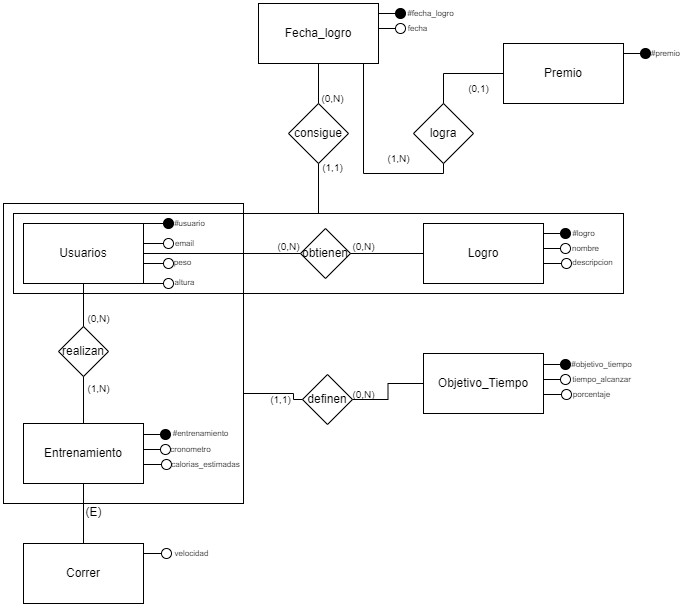 #fecha_logro
Fecha_logro
fecha
#premio
Premio
(0,1)
(0,N)
consigue
logra
(1,N)
(1,1)
#usuario
#logro
email
nombre
Usuarios
(0,N)
obtienen
(0,N)
Logro
peso
descripcion
altura
(0,N)
realizan
#objetivo_tiempo
Objetivo_Tiempo
tiempo_alcanzar
(1,N)
(1,1)
definen
(0,N)
porcentaje
#entrenamiento
Entrenamiento
cronometro
calorias_estimadas
(E)
velocidad
Correr